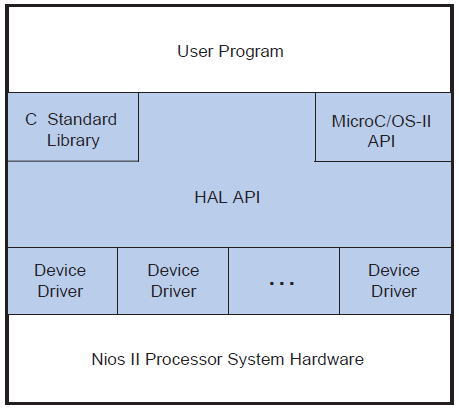 User Program
C Standard
Library
MicroC/OS-II
API
HAL API
Device
Driver
Device
Driver
...
Device
Driver
Nios II Processor System Hardware